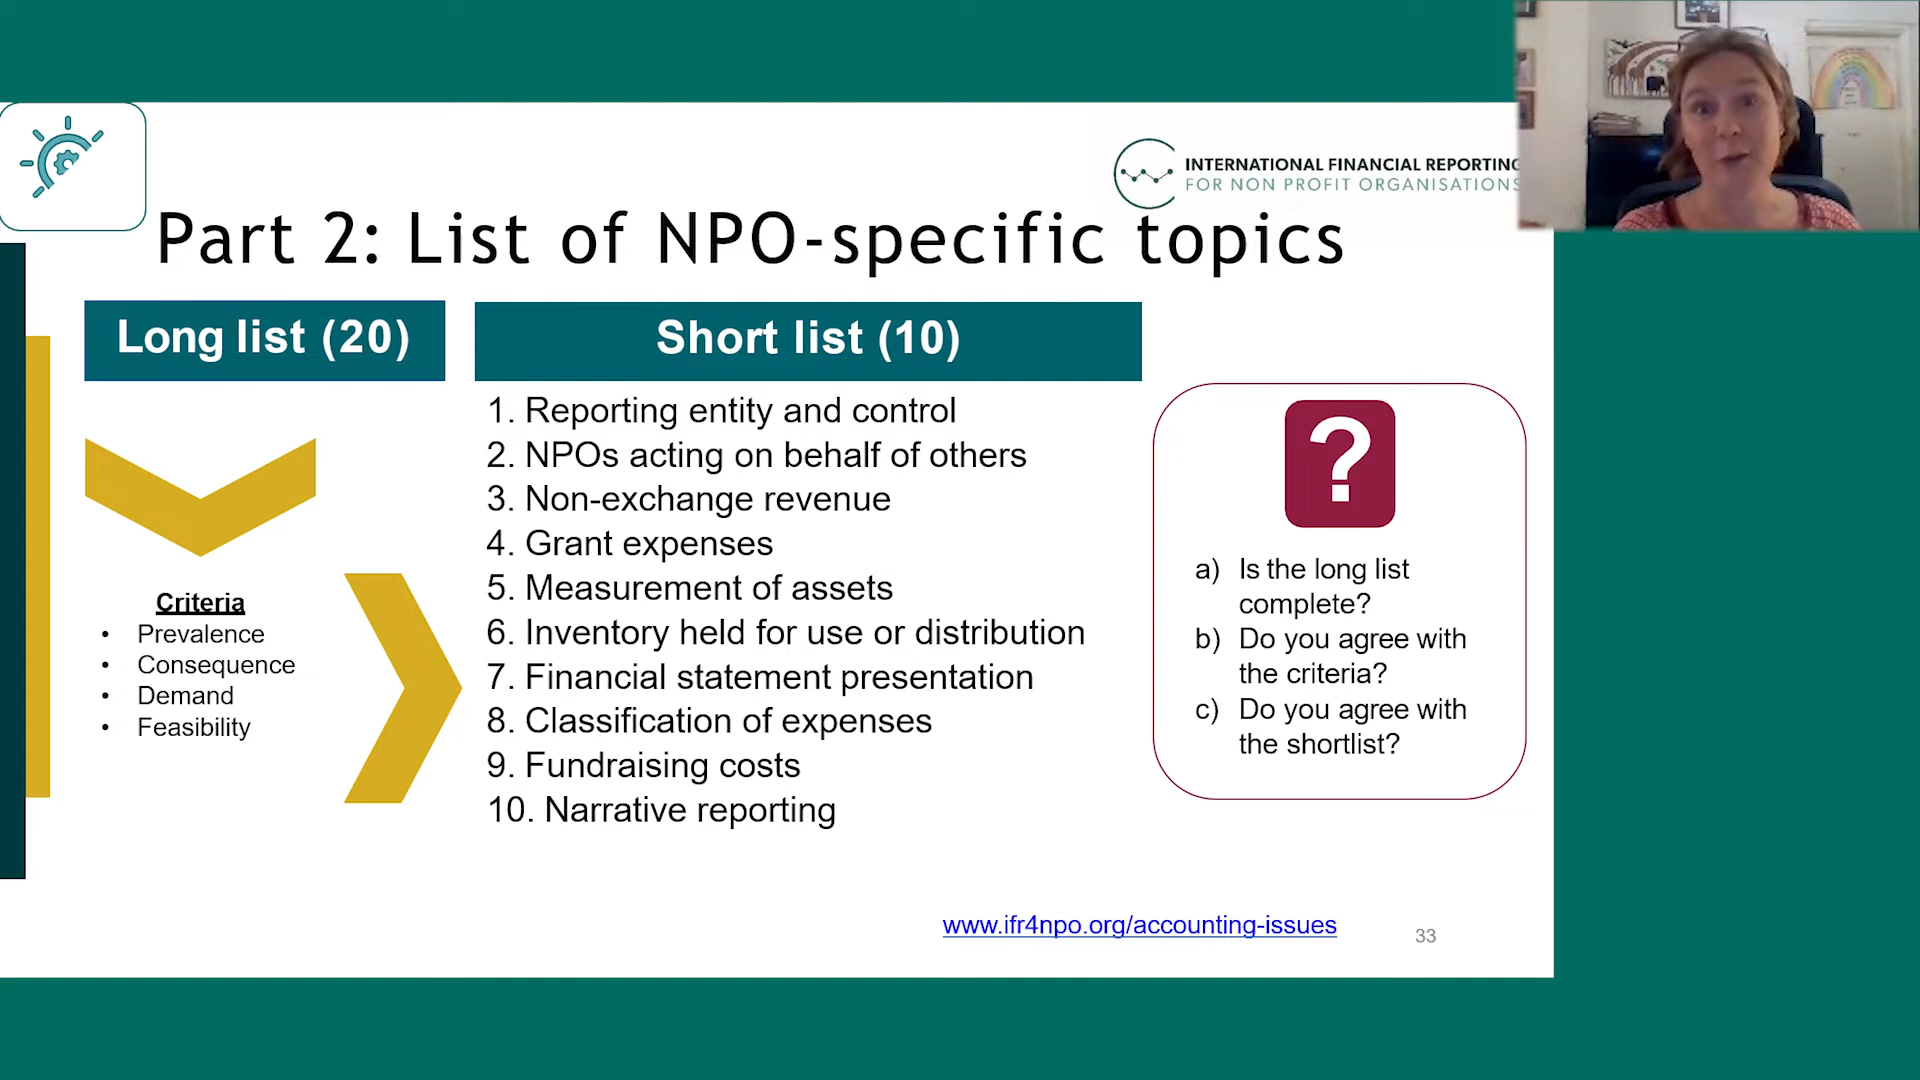 INTERNATIONAL FINANCIAL REPORTING
FOR NON PROFIT ORGANISATIONS
Part 2: List of NPO-specific topics
Long list (20)
Short list (10)
Criteria
• Prevalence
• Consequence
• Demand
• Feasibility
1. Reporting entity and control
2. NPOs acting on behalf of others
3. Non-exchange revenue
4. Grant expenses
5. Measurement of assets
6. Inventory held for use or distribution
7. Financial statement presentation
8. Classification of expenses
9. Fundraising costs
10. Narrative reporting
?
a) Is the long list
complete?
b) Do you agree with
the criteria?
c) Do you agree with
the shortlist?
www.ifr4npo.org/accounting-issues
33